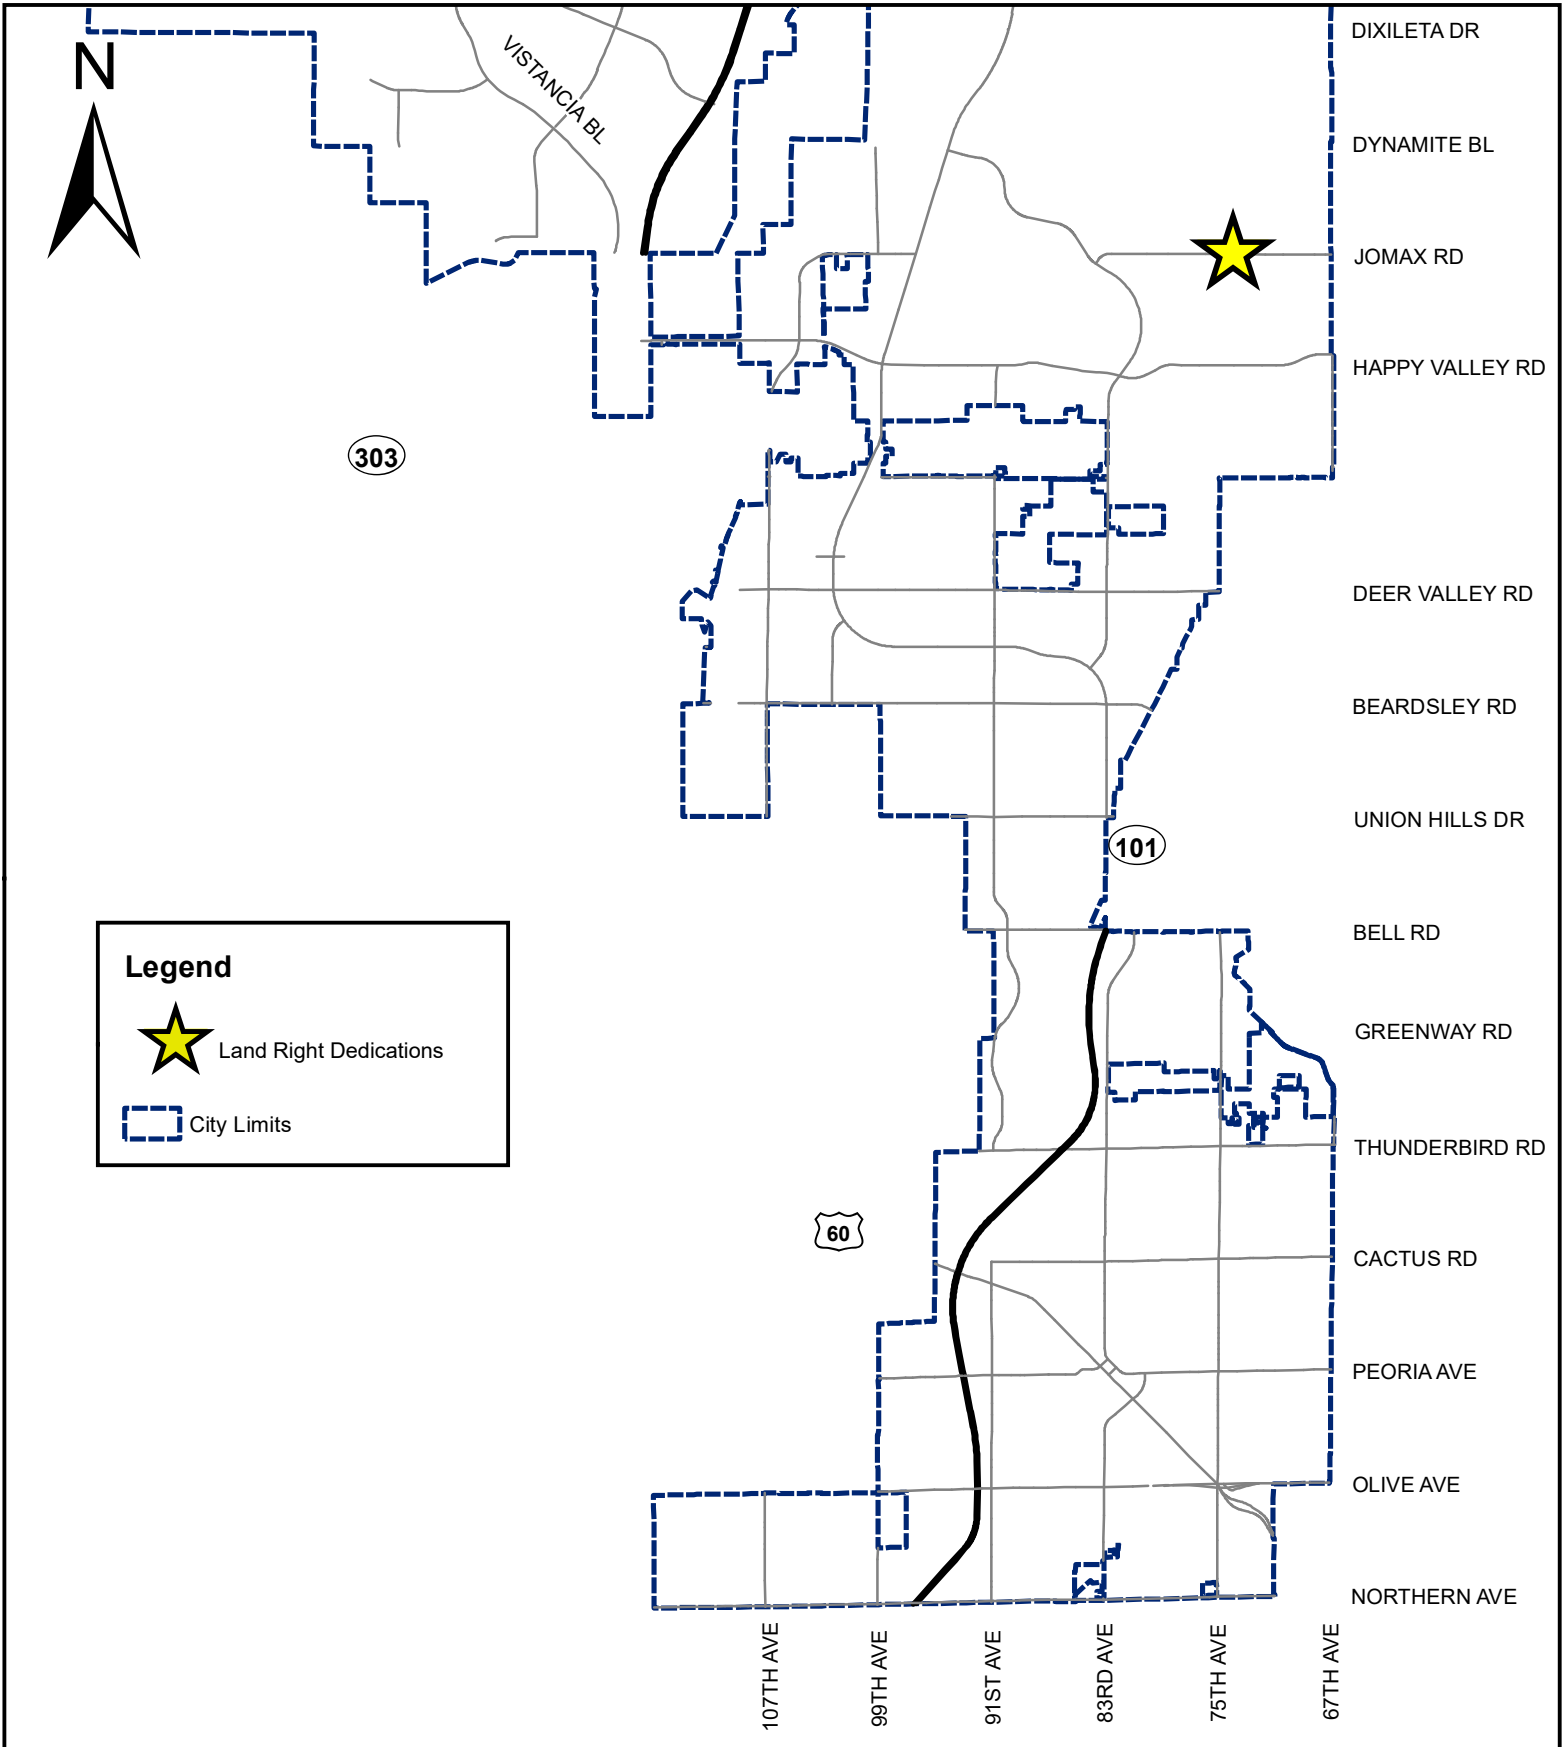 DIXILETA DR
N
VISTANCIA BL
DYNAMITE BL
JOMAX RD
HAPPY VALLEY RD
303
DEER VALLEY RD
BEARDSLEY RD
UNION HILLS DR
101
BELL RD
Legend
Land Right Dedications
City Limits
GREENWAY RD
THUNDERBIRD RD
60
CACTUS RD
PEORIA AVE
OLIVE AVE
NORTHERN AVE
107TH AVE
99TH AVE
91ST AVE
83RD AVE
75TH AVE
67TH AVE